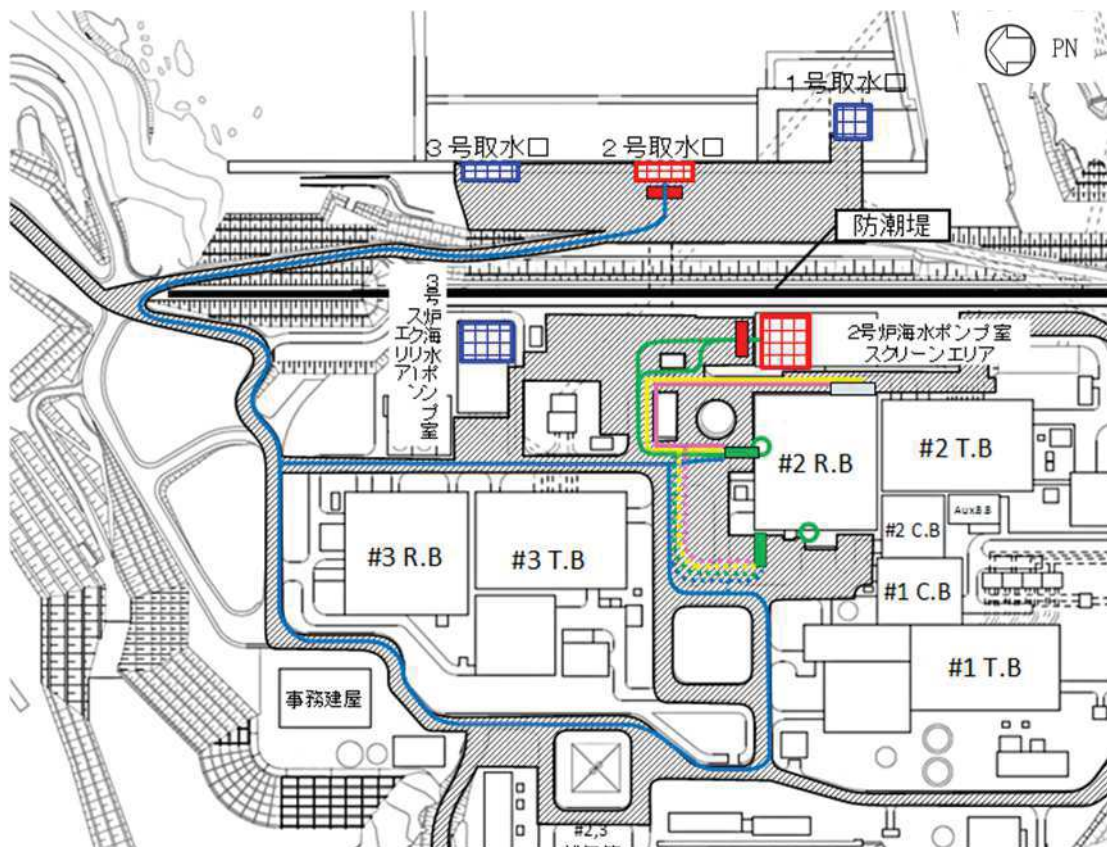 PN
1号取水口
3号取水口
2号取水口
防潮堤
3号炉海水ポンプ室
スクリーン
エリア
2号炉海水ポンプ室
スクリーンエリア
#2 R.B
#2 T.B
#2 C.B
Aux.B.B
#1 C.B
#3 R.B
#3 T.B
#1 T.B
事務建屋
#2,3